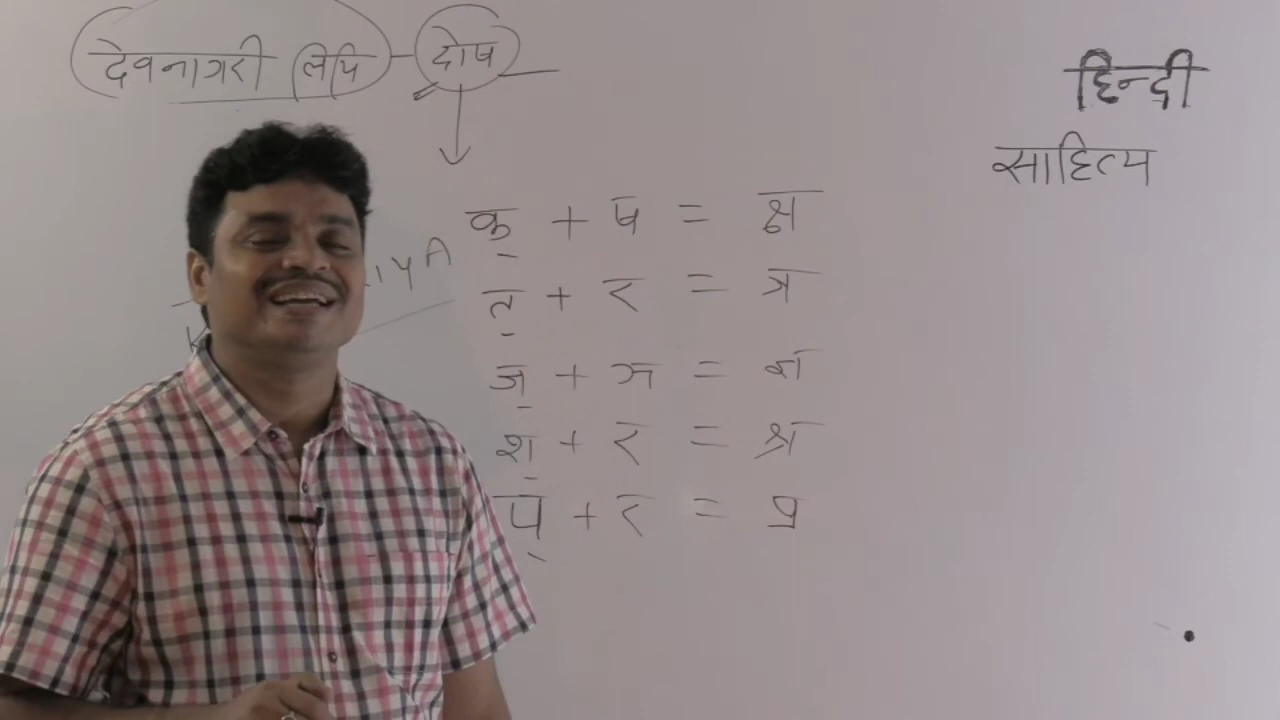 देवनागरी लिपि - दोष
हिन्दी
साहित्य
क् + ष = क्ष
त् + र = त्र
ज् + ञ = ज्ञ
श् + र = श्र
प् + र = प्र